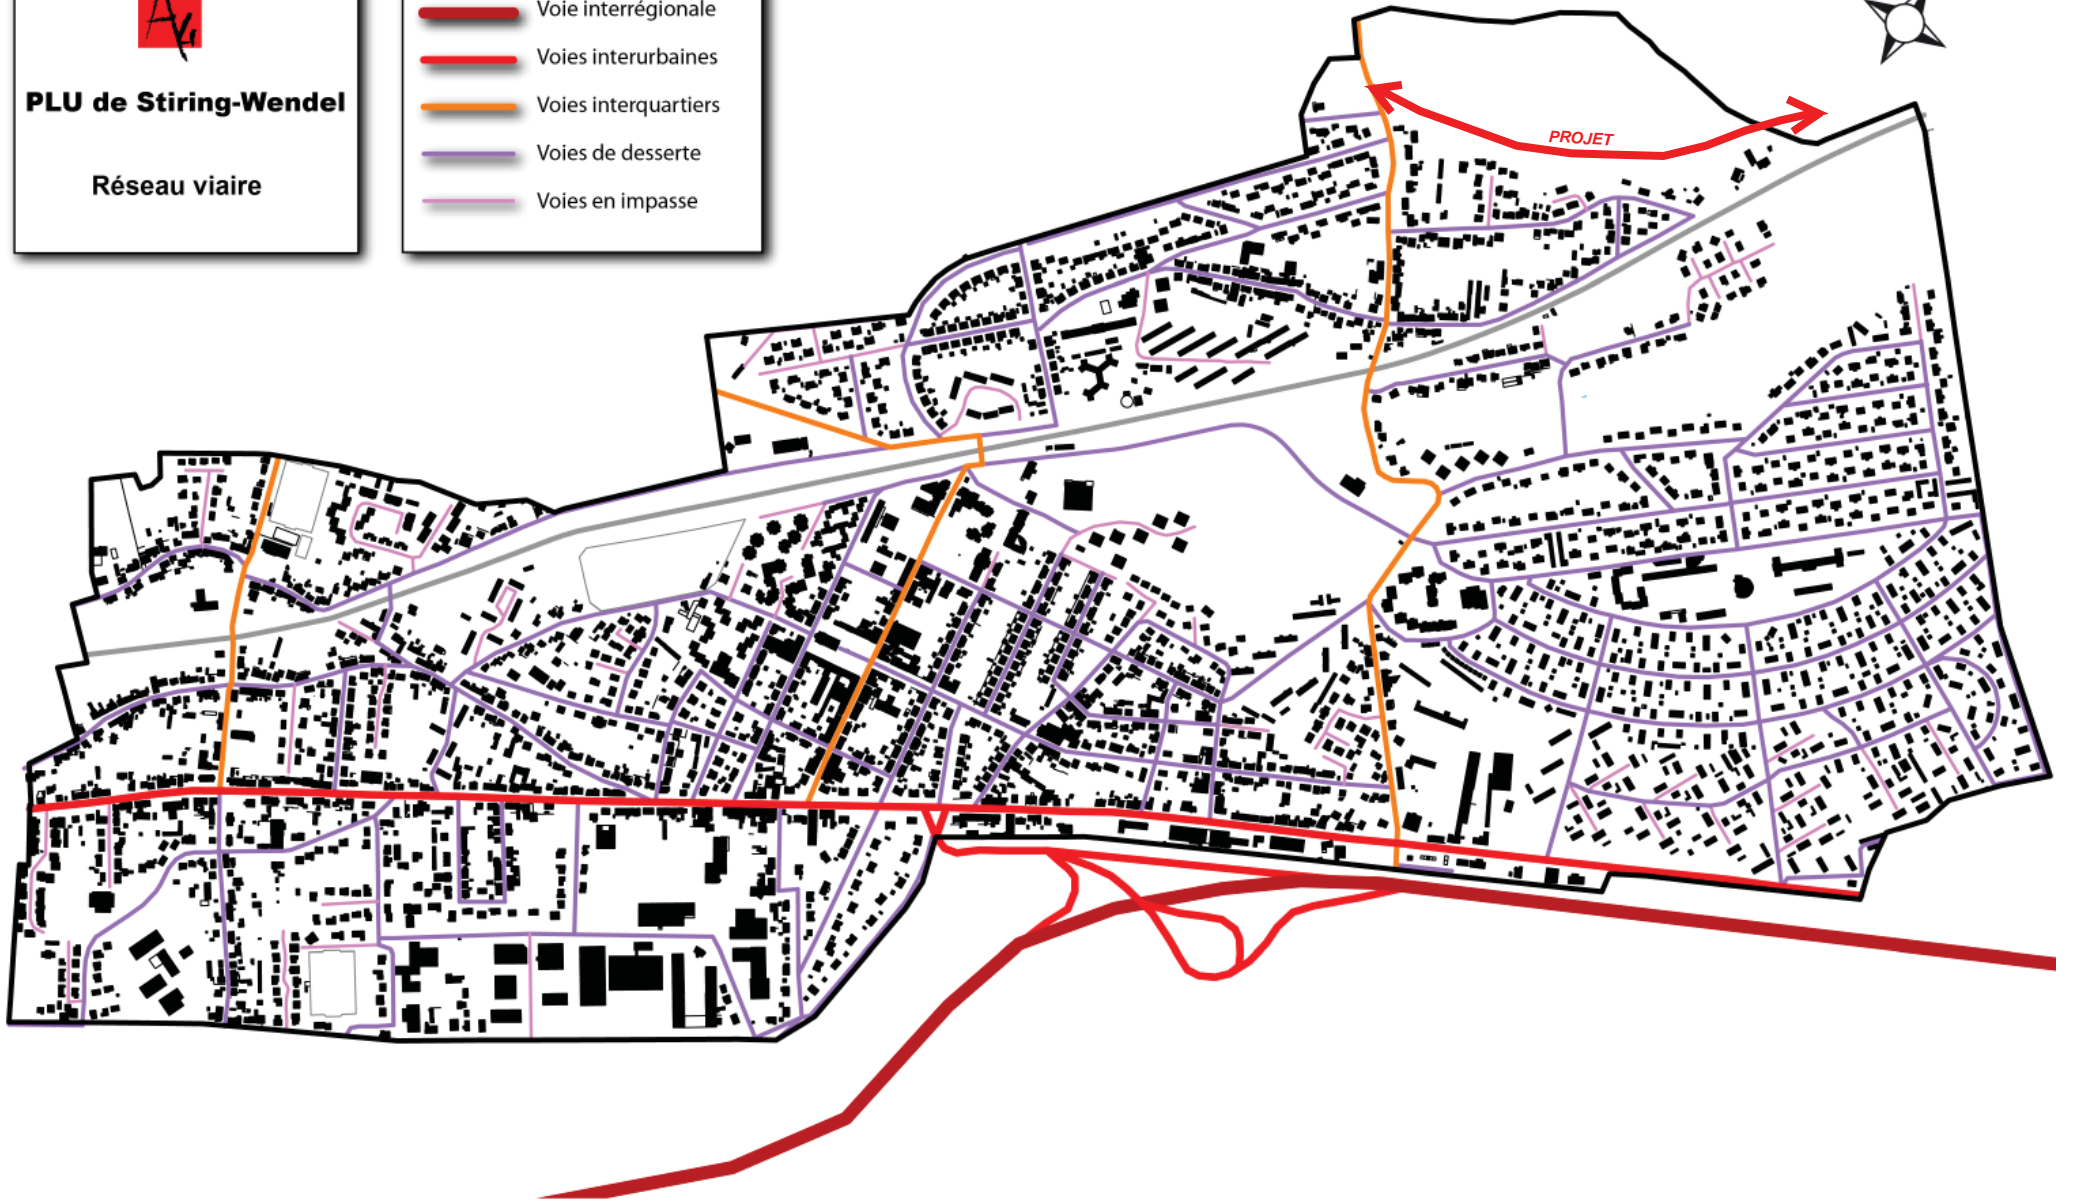 PLU de Stiring-Wendel
Réseau viaire
Voie interrégionale
Voies interurbaines
Voies interquartiers
Voies de desserte
Voies en impasse
PROJET